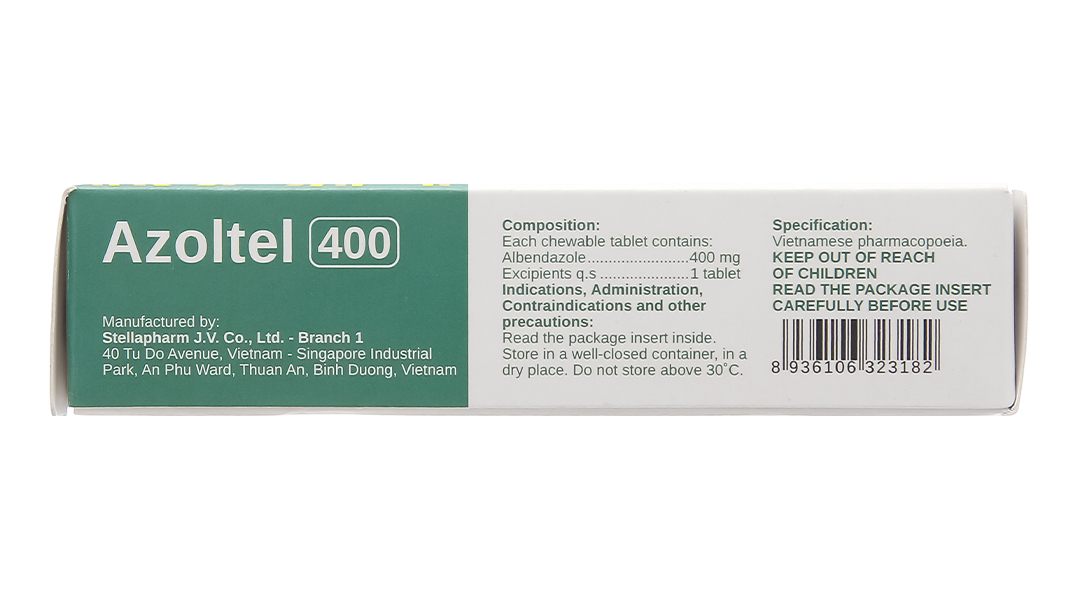 Azoltel 400
Manufactured by:
Stellapharm J.V. Co., Ltd. - Branch 1
40 Tu Do Avenue, Vietnam - Singapore Industrial
Park, An Phu Ward, Thuan An, Binh Duong, Vietnam
Composition:
Each chewable tablet contains:
Albendazole........................400 mg
Excipients q.s.....................1 tablet
Indications, Administration,
Contraindications and other
precautions:
Read the package insert inside.
Store in a well-closed container, in a
dry place. Do not store above 30°C.
Specification:
Vietnamese pharmacopoeia.
KEEP OUT OF REACH
OF CHILDREN
READ THE PACKAGE INSERT
CAREFULLY BEFORE USE
8 936106 323182